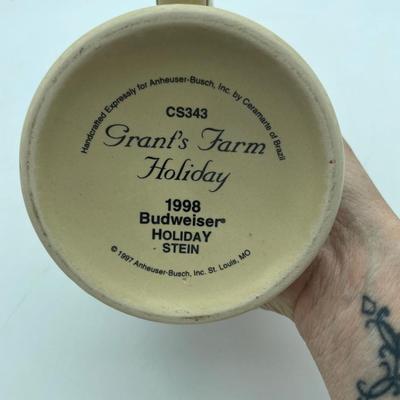 Handcrafted Expressly for Anheuser-Busch, Inc. by Ceramarte of Brazil
CS343
Grant's Farm
Holiday
1998
Budweiser®
HOLIDAY
STEIN
© 1997 Anheuser-Busch, Inc. St. Louis, MO